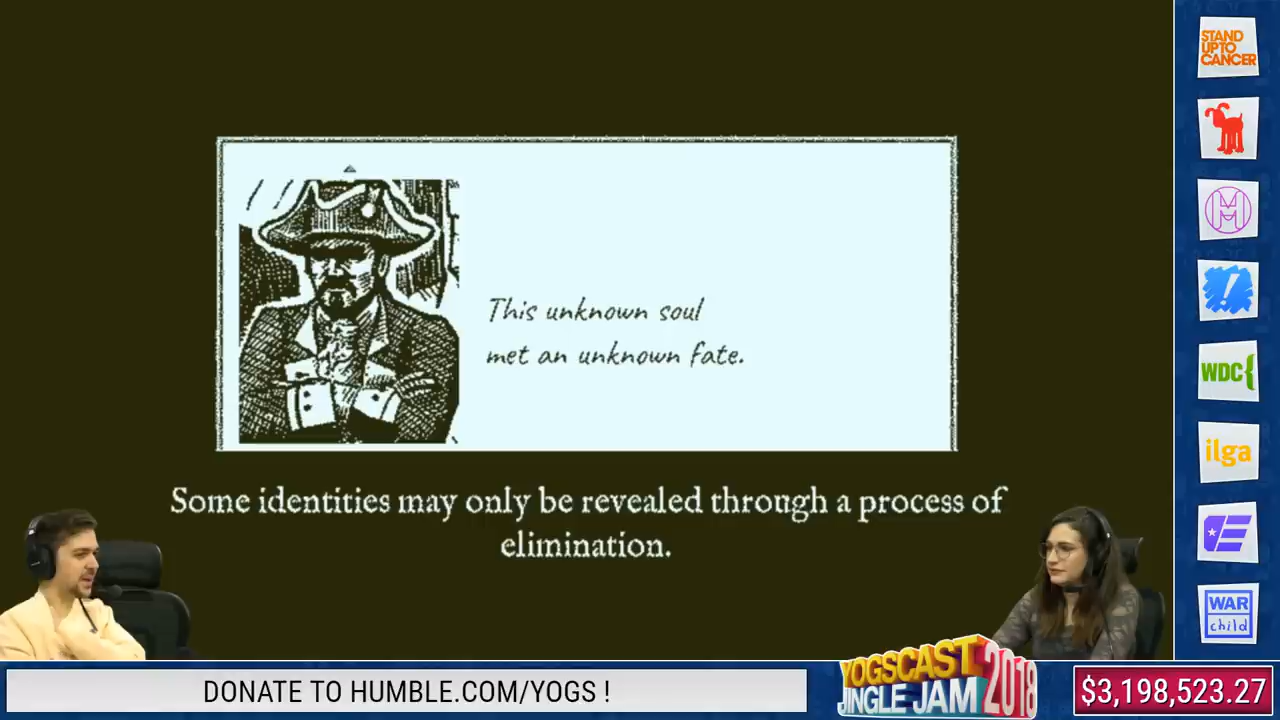 This unknown soul
met an unknown fate.
Some identities may only be revealed through a process of
elimination.
STAND
UP TO
CANCER
M
!
WDC{
ilga
E
WAR
child
DONATE TO HUMBLE.COM/YOGS !
YOGSCAST
JINGLE JAM
2018
$3,198,523.27